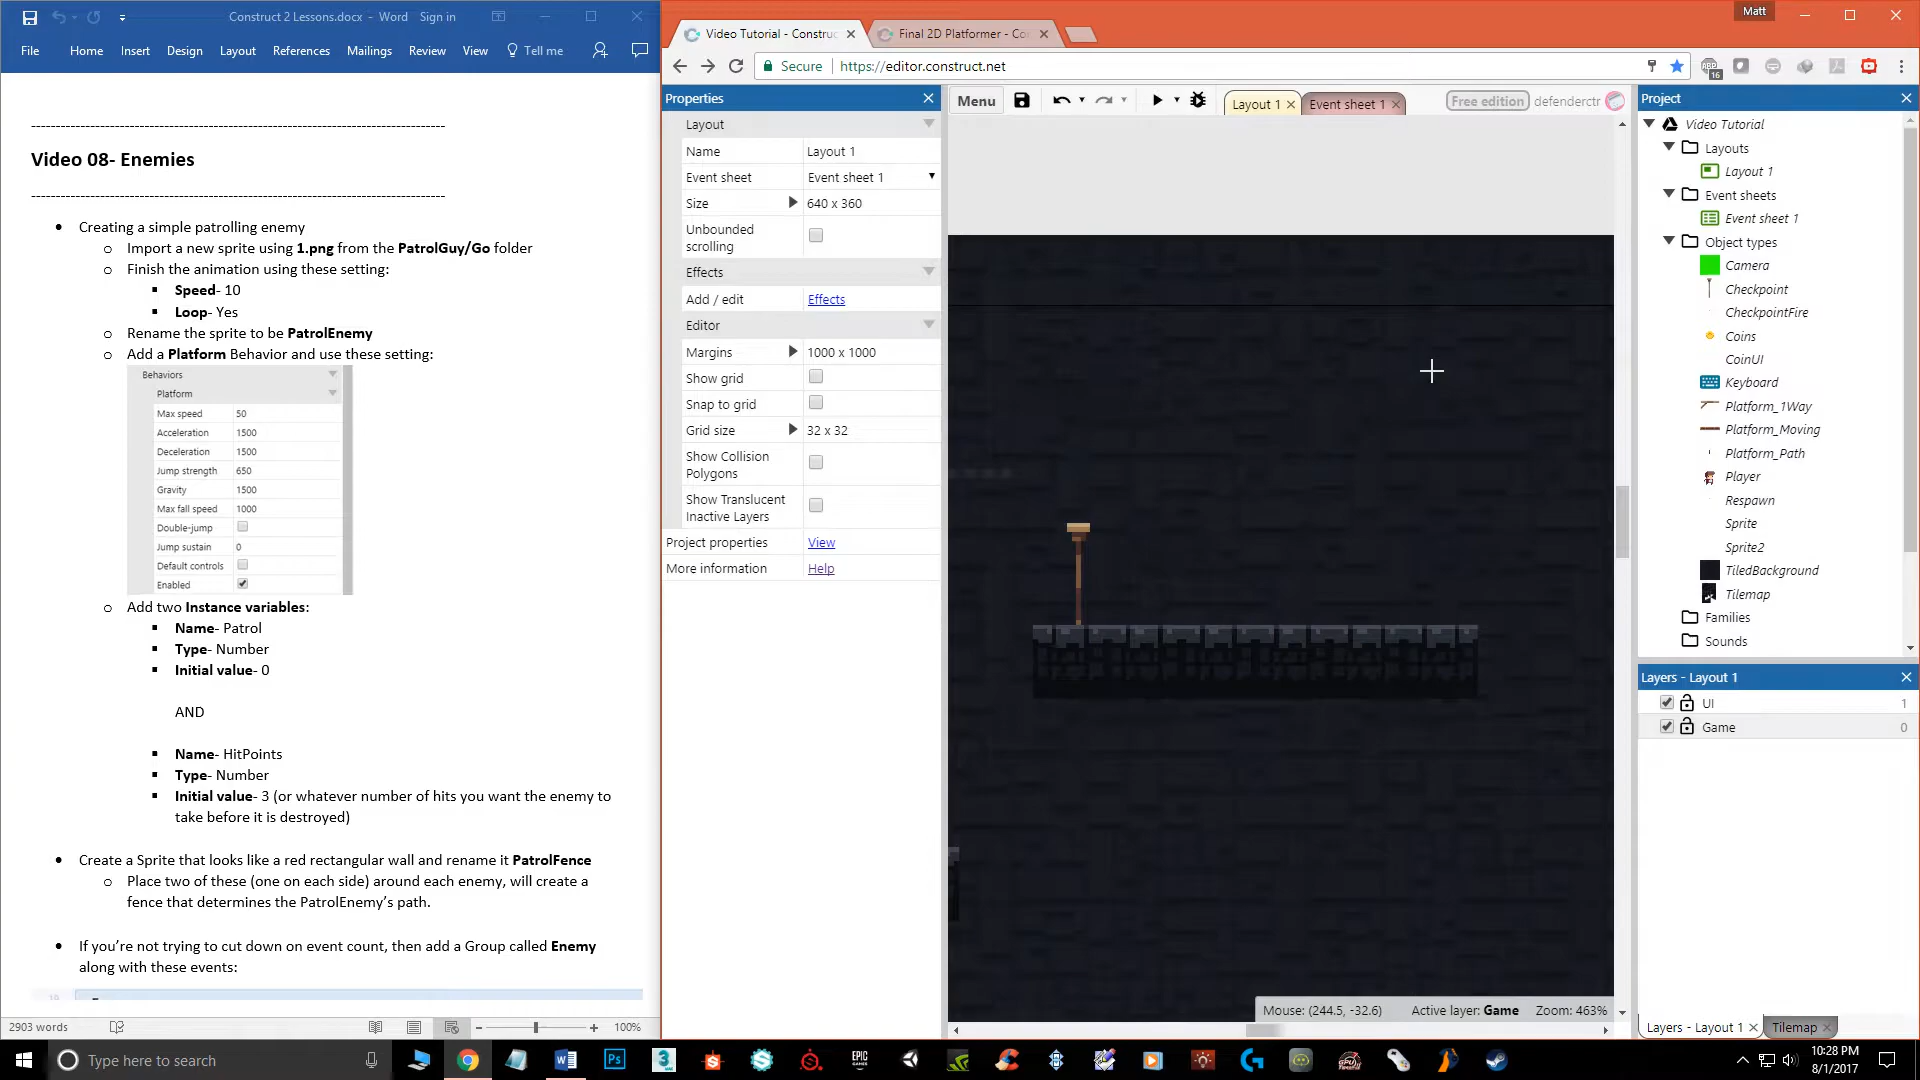 Construct 2 Lessons.docx - Word Sign in
File Home Insert Design Layout References Mailings Review View Tell me
Video 08- Enemies
Creating a simple patrolling enemy
Import a new sprite using 1.png from the PatrolGuy/Go folder
Finish the animation using these setting:
Speed- 10
Loop- Yes
Rename the sprite to be PatrolEnemy
Add a Platform Behavior and use these setting:
Behaviors
Platform
Max speed 50
Acceleration 1500
Deceleration 1500
Jump strength 650
Gravity 1500
Max fall speed 1000
Double-jump
Jump sustain 0
Default controls
Enabled
Add two Instance variables:
Name- Patrol
Type- Number
Initial value- 0
AND
Name- HitPoints
Type- Number
Initial value- 3 (or whatever number of hits you want the enemy to
take before it is destroyed)
Create a Sprite that looks like a red rectangular wall and rename it PatrolFence
Place two of these (one on each side) around each enemy, will create a
fence that determines the PatrolEnemy's path.
If you're not trying to cut down on event count, then add a Group called Enemy
along with these events:
2903 words
100%
Matt
Video Tutorial - Construc
Final 2D Platformer - Co
Secure https://editor.construct.net
ABP
16
Properties
Layout
Name Layout 1
Event sheet Event sheet 1
Size 640 x 360
Unbounded
scrolling
Effects
Add / edit Effects
Editor
Margins 1000 x 1000
Show grid
Snap to grid
Grid size 32 x 32
Show Collision
Polygons
Show Translucent
Inactive Layers
Project properties View
More information Help
Menu
Layout 1
Event sheet 1
Free edition defenderctr
Mouse: (244.5, -32.6) Active layer: Game Zoom: 463%
Project
Video Tutorial
Layouts
Layout 1
Event sheets
Event sheet 1
Object types
Camera
Checkpoint
CheckpointFire
Coins
CoinUI
Keyboard
Platform_1Way
Platform_Moving
Platform_Path
Player
Respawn
Sprite
Sprite2
TiledBackground
Tilemap
Families
Sounds
Layers - Layout 1
UI 1
Game 0
Layers - Layout 1
Tilemap
Type here to search
10:28 PM
8/1/2017